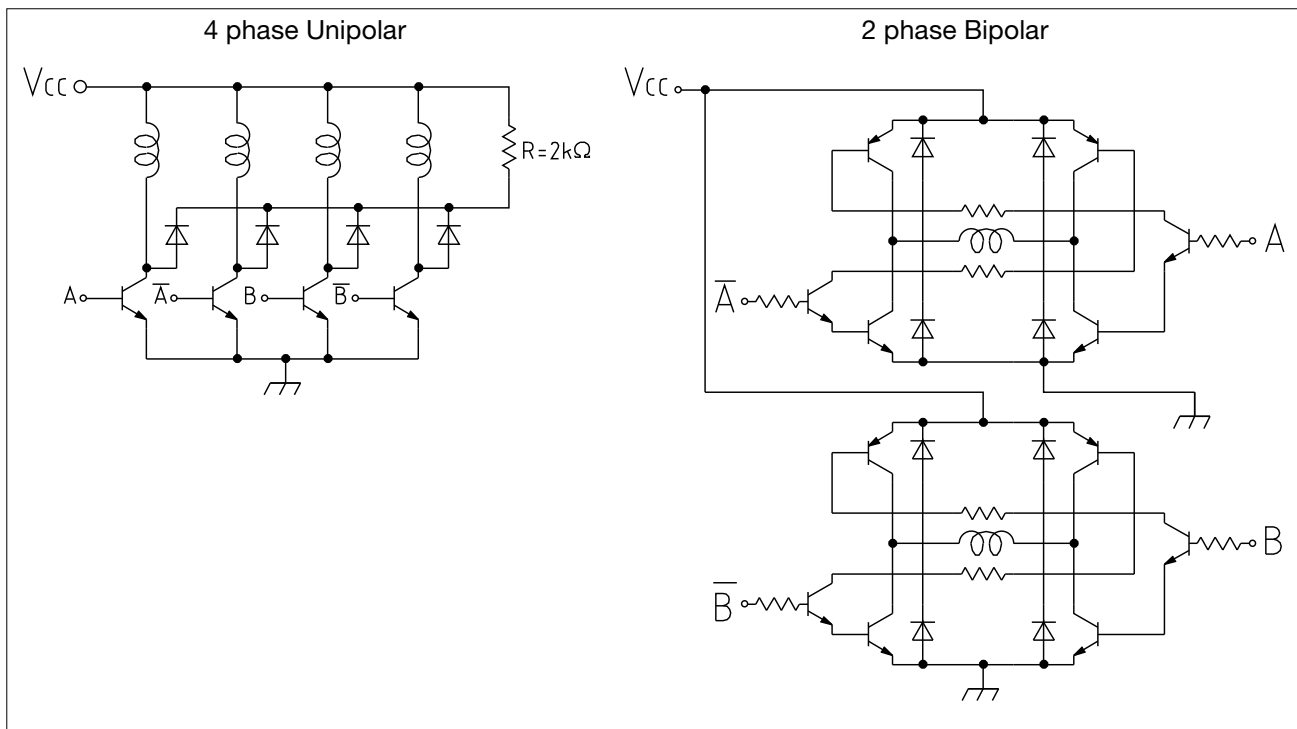 4 phase Unipolar
2 phase Bipolar
VCC
R=2kΩ
A
A̅
B
B̅
VCC
A
A̅
B
B̅